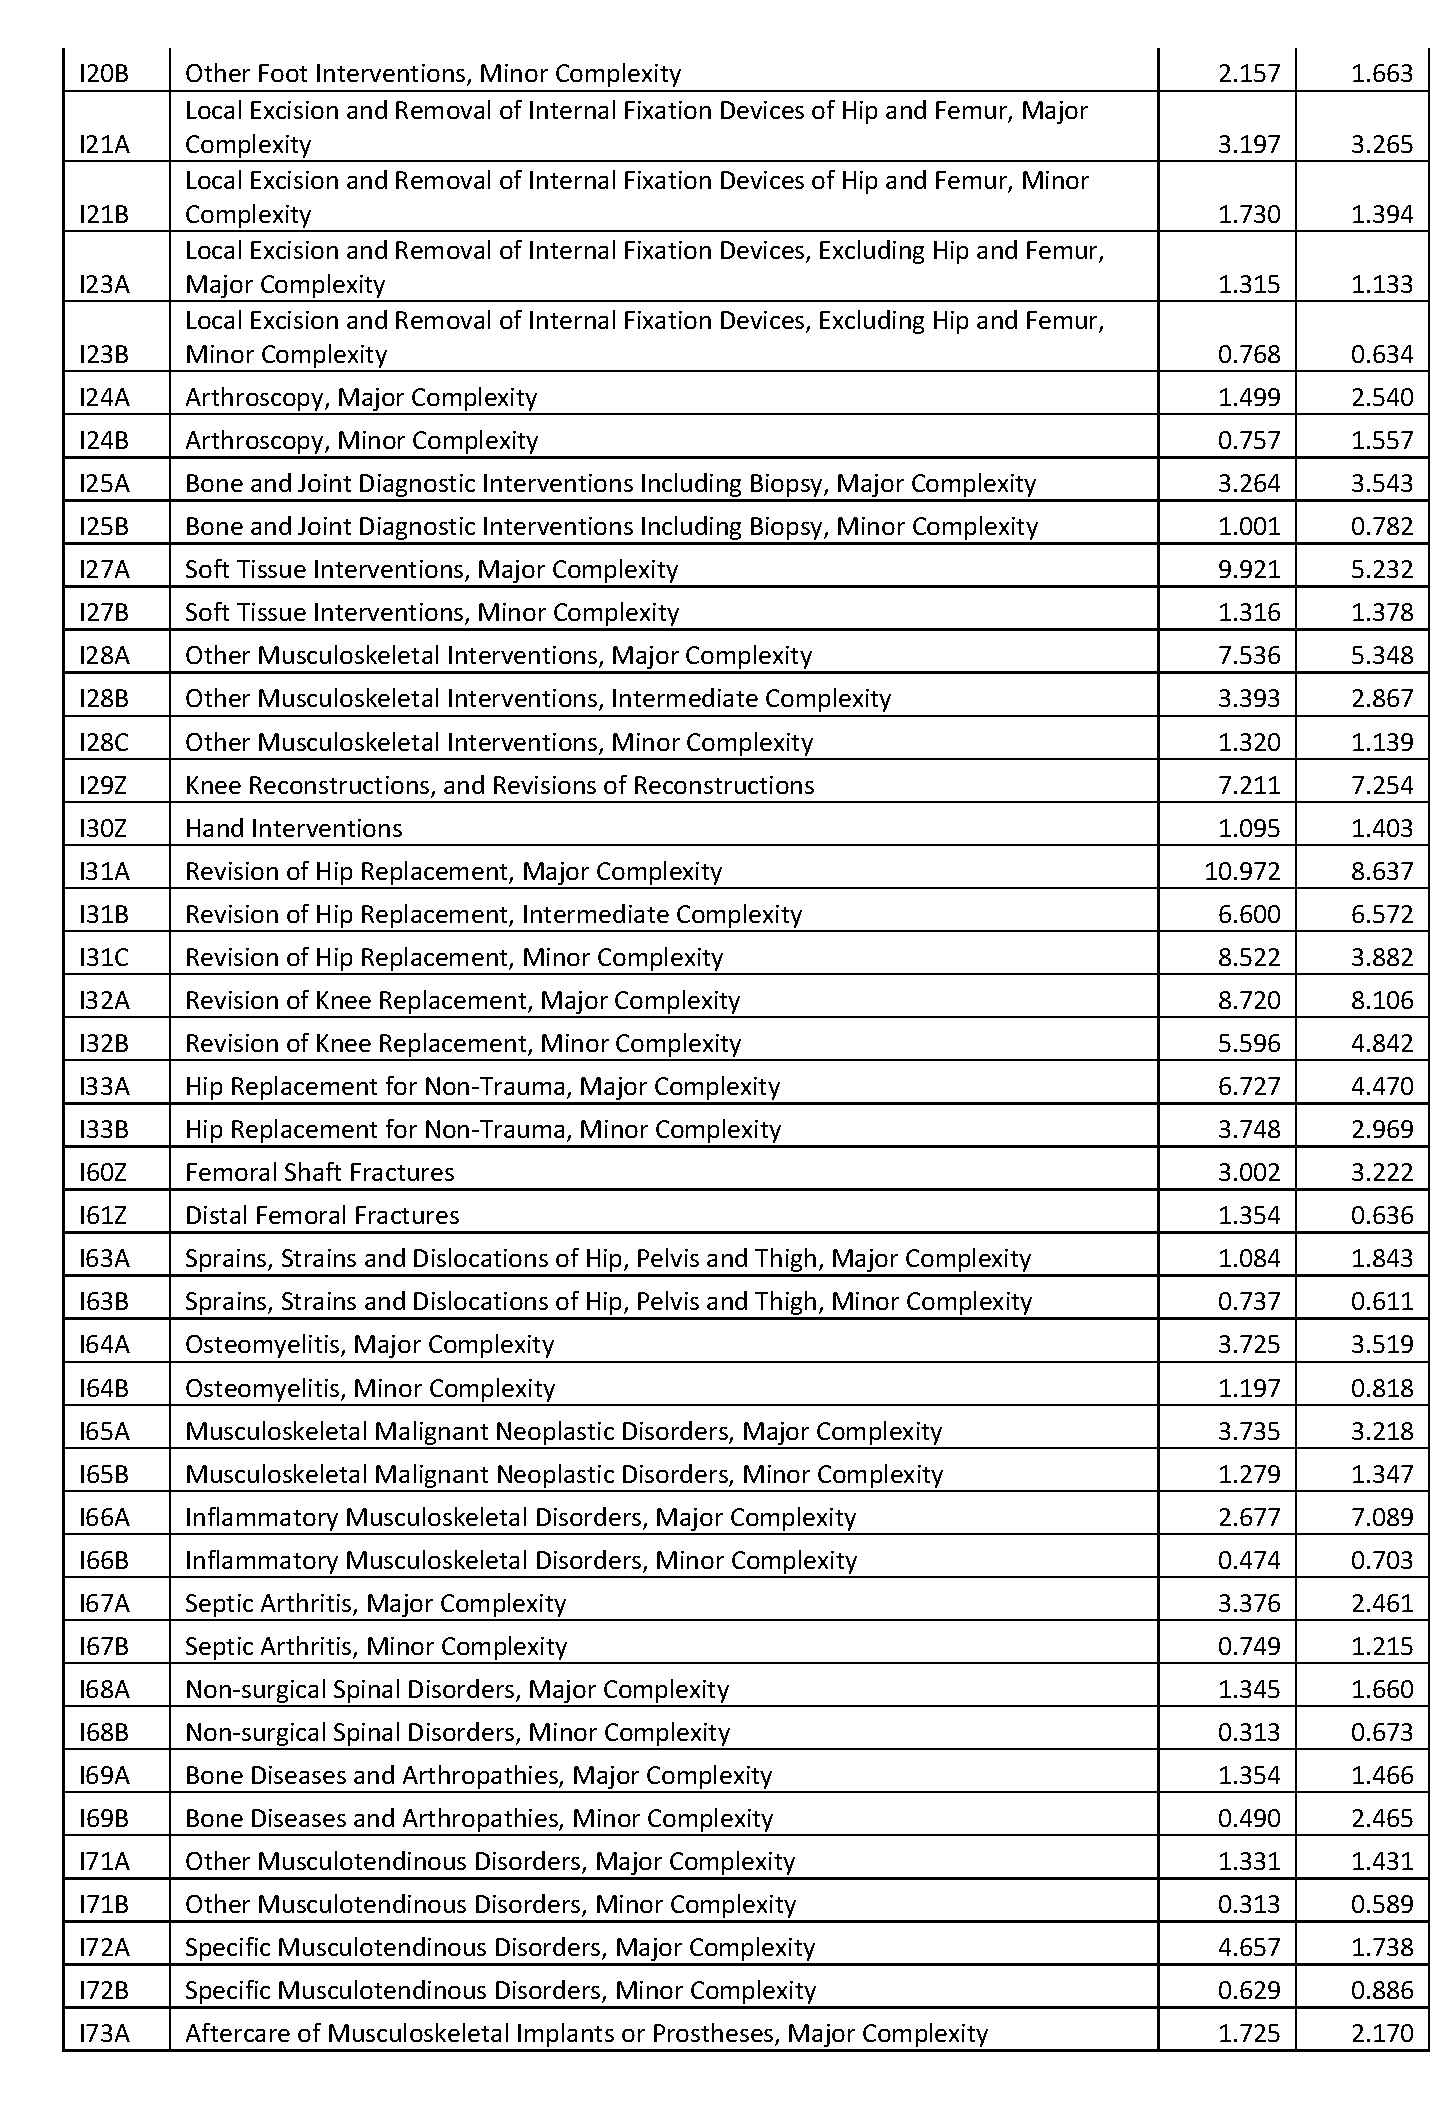 I20B Other Foot Interventions, Minor Complexity 2.157 1.663
Local Excision and Removal of Internal Fixation Devices of Hip and Femur, Major
I21A Complexity 3.197 3.265
Local Excision and Removal of Internal Fixation Devices of Hip and Femur, Minor
I21B Complexity 1.730 1.394
Local Excision and Removal of Internal Fixation Devices, Excluding Hip and Femur,
I23A Major Complexity 1.315 1.133
Local Excision and Removal of Internal Fixation Devices, Excluding Hip and Femur,
I23B Minor Complexity 0.768 0.634
I24A Arthroscopy, Major Complexity 1.499 2.540
I24B Arthroscopy, Minor Complexity 0.757 1.557
I25A Bone and Joint Diagnostic Interventions Including Biopsy, Major Complexity 3.264 3.543
I25B Bone and Joint Diagnostic Interventions Including Biopsy, Minor Complexity 1.001 0.782
I27A Soft Tissue Interventions, Major Complexity 9.921 5.232
I27B Soft Tissue Interventions, Minor Complexity 1.316 1.378
I28A Other Musculoskeletal Interventions, Major Complexity 7.536 5.348
I28B Other Musculoskeletal Interventions, Intermediate Complexity 3.393 2.867
I28C Other Musculoskeletal Interventions, Minor Complexity 1.320 1.139
I29Z Knee Reconstructions, and Revisions of Reconstructions 7.211 7.254
I30Z Hand Interventions 1.095 1.403
I31A Revision of Hip Replacement, Major Complexity 10.972 8.637
I31B Revision of Hip Replacement, Intermediate Complexity 6.600 6.572
I31C Revision of Hip Replacement, Minor Complexity 8.522 3.882
I32A Revision of Knee Replacement, Major Complexity 8.720 8.106
I32B Revision of Knee Replacement, Minor Complexity 5.596 4.842
I33A Hip Replacement for Non-Trauma, Major Complexity 6.727 4.470
I33B Hip Replacement for Non-Trauma, Minor Complexity 3.748 2.969
I60Z Femoral Shaft Fractures 3.002 3.222
I61Z Distal Femoral Fractures 1.354 0.636
I63A Sprains, Strains and Dislocations of Hip, Pelvis and Thigh, Major Complexity 1.084 1.843
I63B Sprains, Strains and Dislocations of Hip, Pelvis and Thigh, Minor Complexity 0.737 0.611
I64A Osteomyelitis, Major Complexity 3.725 3.519
I64B Osteomyelitis, Minor Complexity 1.197 0.818
I65A Musculoskeletal Malignant Neoplastic Disorders, Major Complexity 3.735 3.218
I65B Musculoskeletal Malignant Neoplastic Disorders, Minor Complexity 1.279 1.347
I66A Inflammatory Musculoskeletal Disorders, Major Complexity 2.677 7.089
I66B Inflammatory Musculoskeletal Disorders, Minor Complexity 0.474 0.703
I67A Septic Arthritis, Major Complexity 3.376 2.461
I67B Septic Arthritis, Minor Complexity 0.749 1.215
I68A Non-surgical Spinal Disorders, Major Complexity 1.345 1.660
I68B Non-surgical Spinal Disorders, Minor Complexity 0.313 0.673
I69A Bone Diseases and Arthropathies, Major Complexity 1.354 1.466
I69B Bone Diseases and Arthropathies, Minor Complexity 0.490 2.465
I71A Other Musculotendinous Disorders, Major Complexity 1.331 1.431
I71B Other Musculotendinous Disorders, Minor Complexity 0.313 0.589
I72A Specific Musculotendinous Disorders, Major Complexity 4.657 1.738
I72B Specific Musculotendinous Disorders, Minor Complexity 0.629 0.886
I73A Aftercare of Musculoskeletal Implants or Prostheses, Major Complexity 1.725 2.170